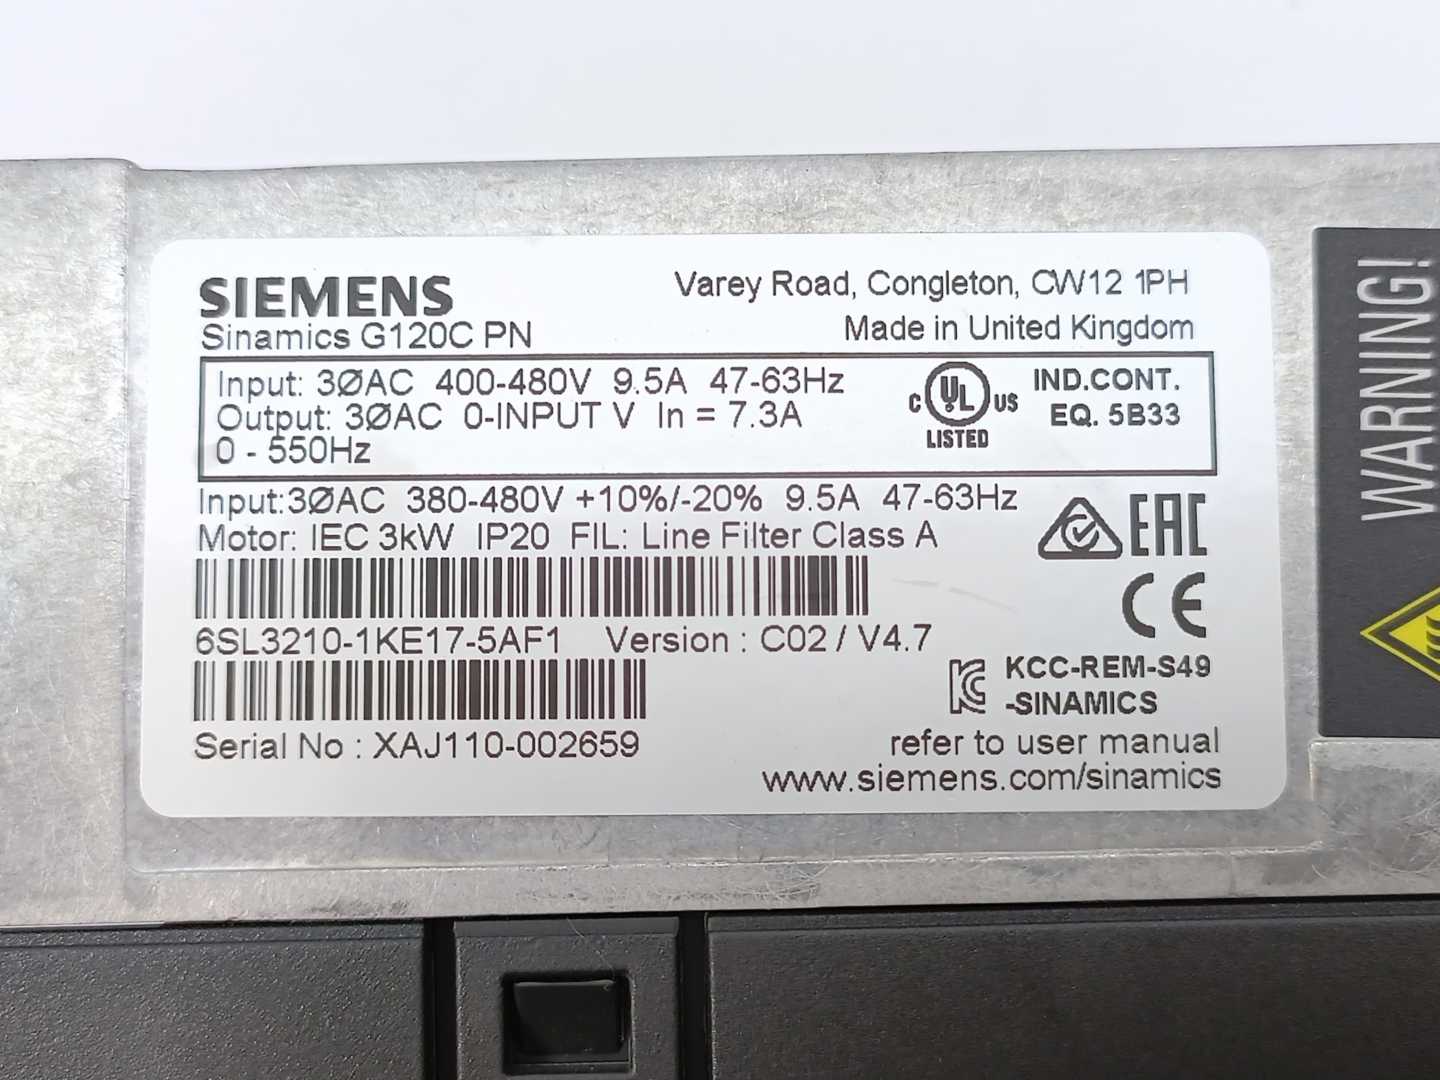 SIEMENS
Sinamics G120C PN
Varey Road, Congleton, CW12 1PH
Made in United Kingdom
Input: 3ØAC 400-480V 9.5A 47-63Hz
Output: 3ØAC 0-INPUT V In = 7.3A
0 - 550Hz
C UL US
LISTED
IND.CONT.
EQ. 5B33
Input:3ØAC 380-480V +10%/-20% 9.5A 47-63Hz
Motor: IEC 3kW IP20 FIL: Line Filter Class A
EAC
CE
6SL3210-1KE17-5AF1 Version : C02 / V4.7
KCC-REM-S49
-SINAMICS
Serial No : XAJ110-002659
refer to user manual
www.siemens.com/sinamics
WARNING!